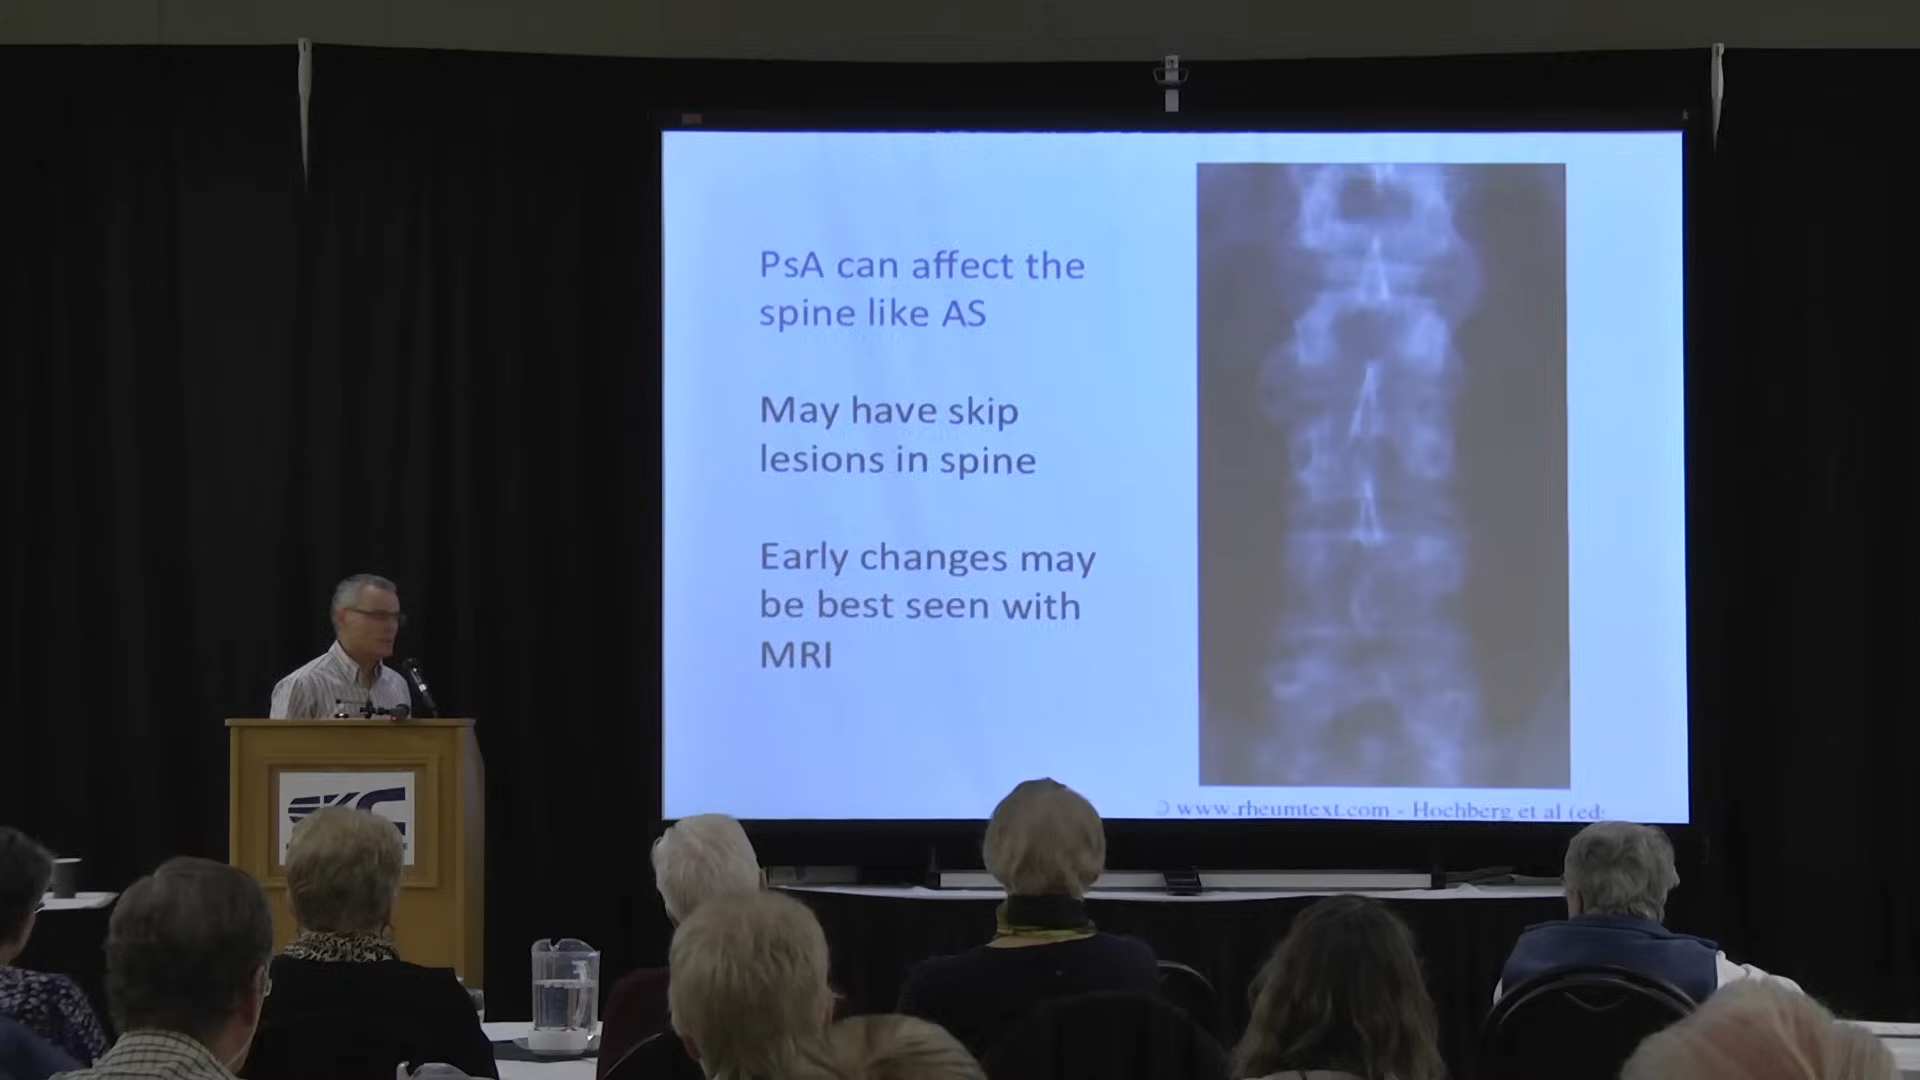 PsA can affect the
spine like AS
May have skip
lesions in spine
Early changes may
be best seen with
MRI
© www.rheumtext.com - Hochberg et al (ed: